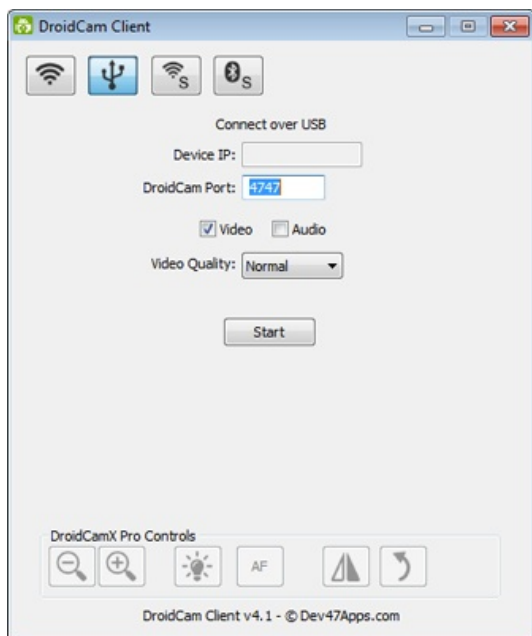 DroidCam Client
S
S
Connect over USB
Device IP:
DroidCam Port: 4747
Video Audio
Video Quality: Normal
Start
DroidCamX Pro Controls
AF
DroidCam Client v4.1 - © Dev47Apps.com